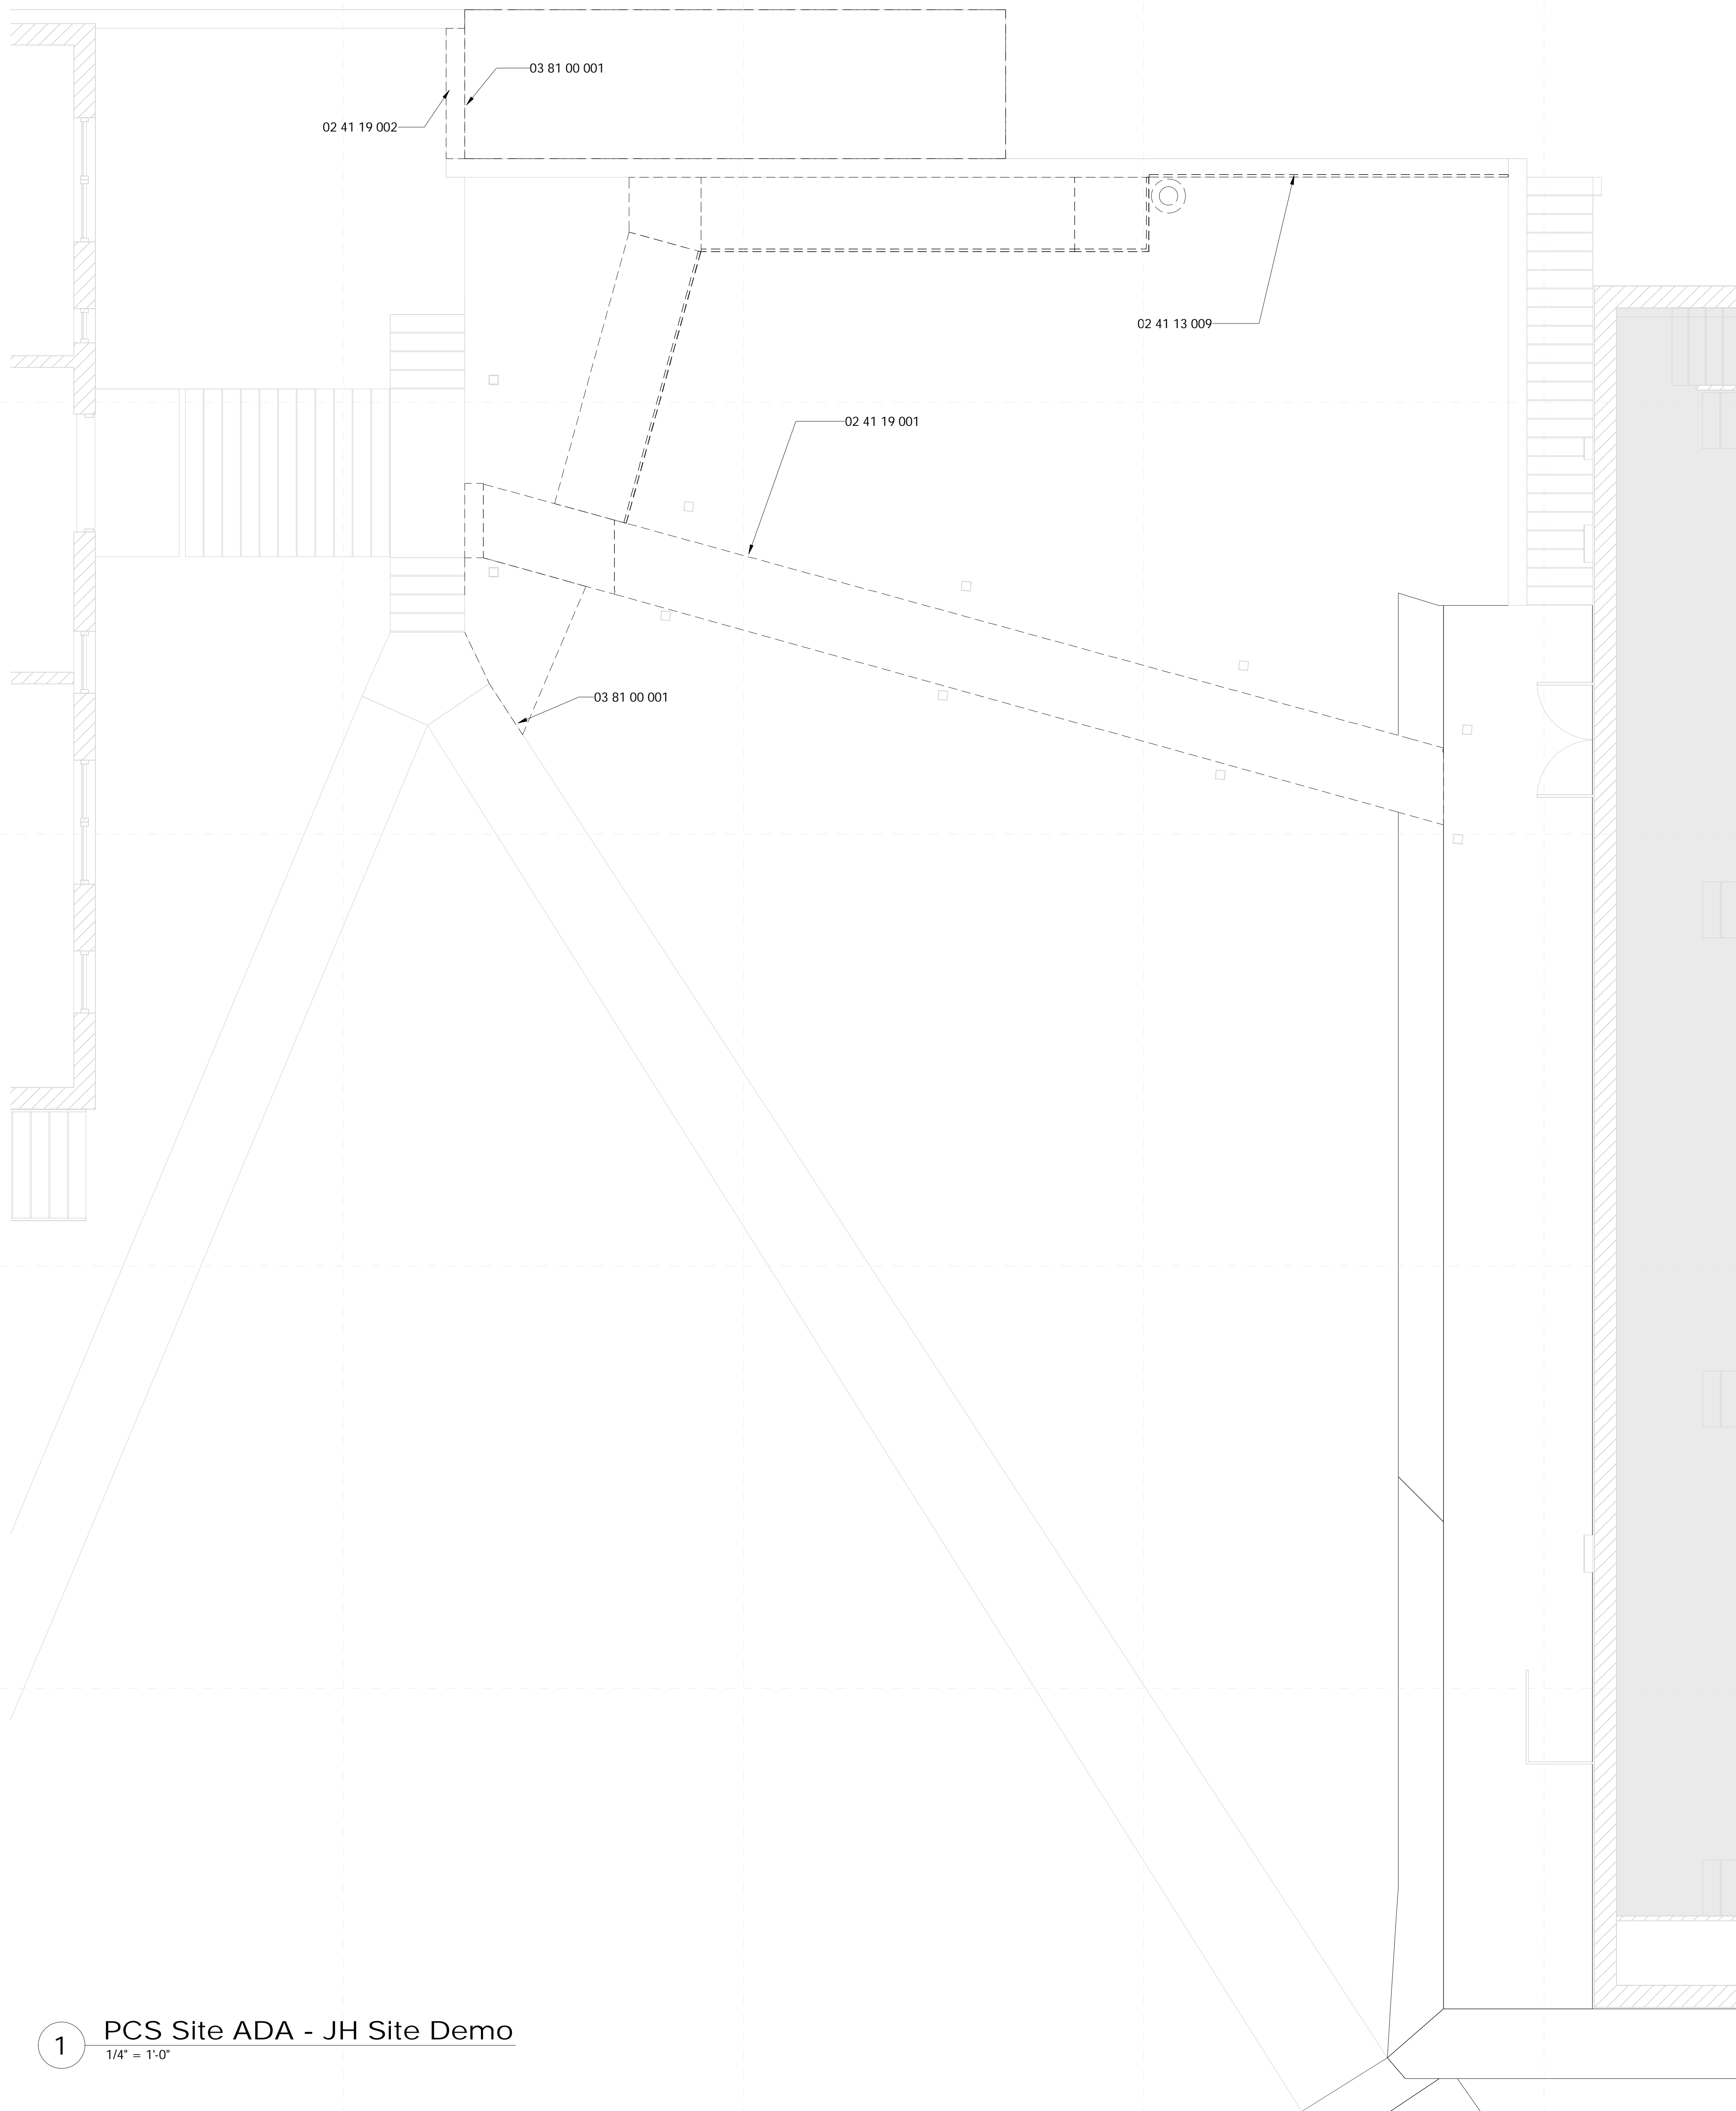 03 81 00 001
02 41 19 002
02 41 13 009
02 41 19 001
03 81 00 001
1
PCS Site ADA - JH Site Demo
1/4" = 1'-0"